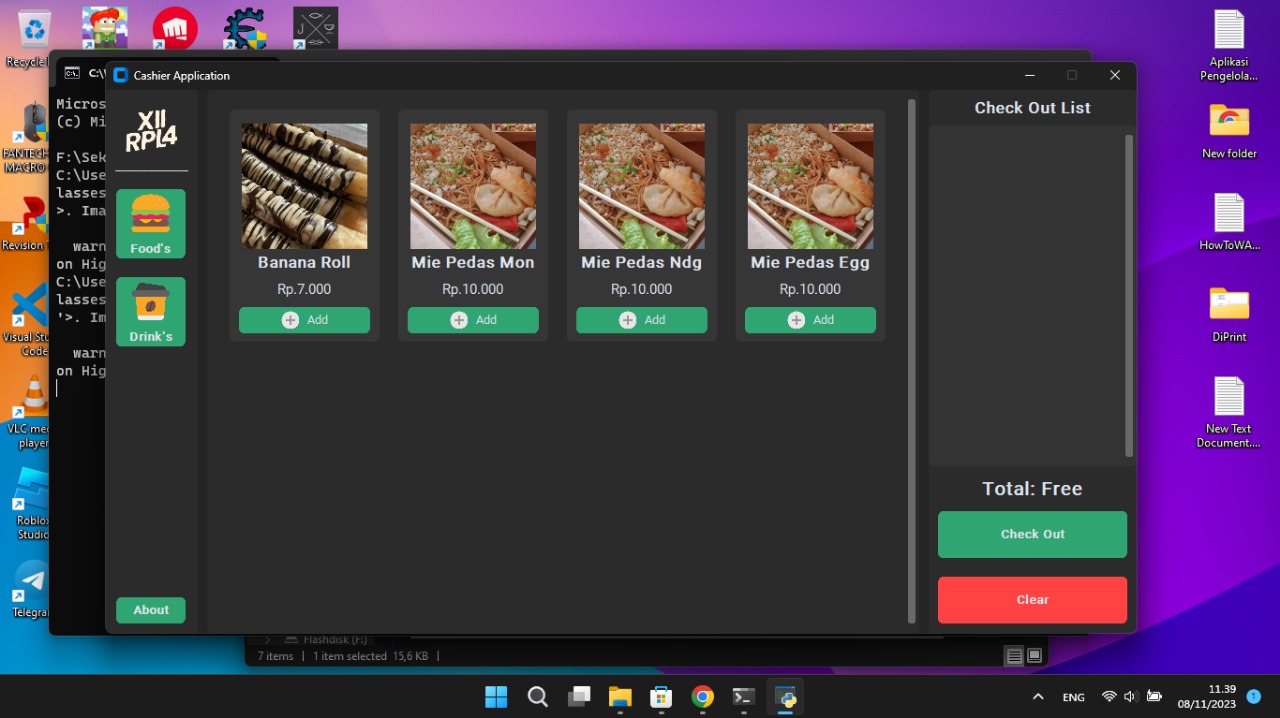 Recycle
FANTECH
MACRO
Revision
Visual Stu
Code
VLC med
player
Roblox
Studio
Telegra
Aplikasi
Pengelola...
New folder
HowToWA...
DiPrint
New Text
Document....
C:\
Micros
(c) Mi
F:\Sek
C:\Use
lasses
>. Ima
warn
on Hig
C:\Use
lasses
'>. Im
warn
on Hig
Cashier Application
XII
RPL4
Food's
Drink's
About
Banana Roll
Rp.7.000
Add
Mie Pedas Mon
Rp.10.000
Add
Mie Pedas Ndg
Rp.10.000
Add
Mie Pedas Egg
Rp.10.000
Add
Check Out List
Total: Free
Check Out
Clear
Flashdisk (F:)
7 items | 1 item selected 15,6 KB |
ENG
11.39
08/11/2023
1